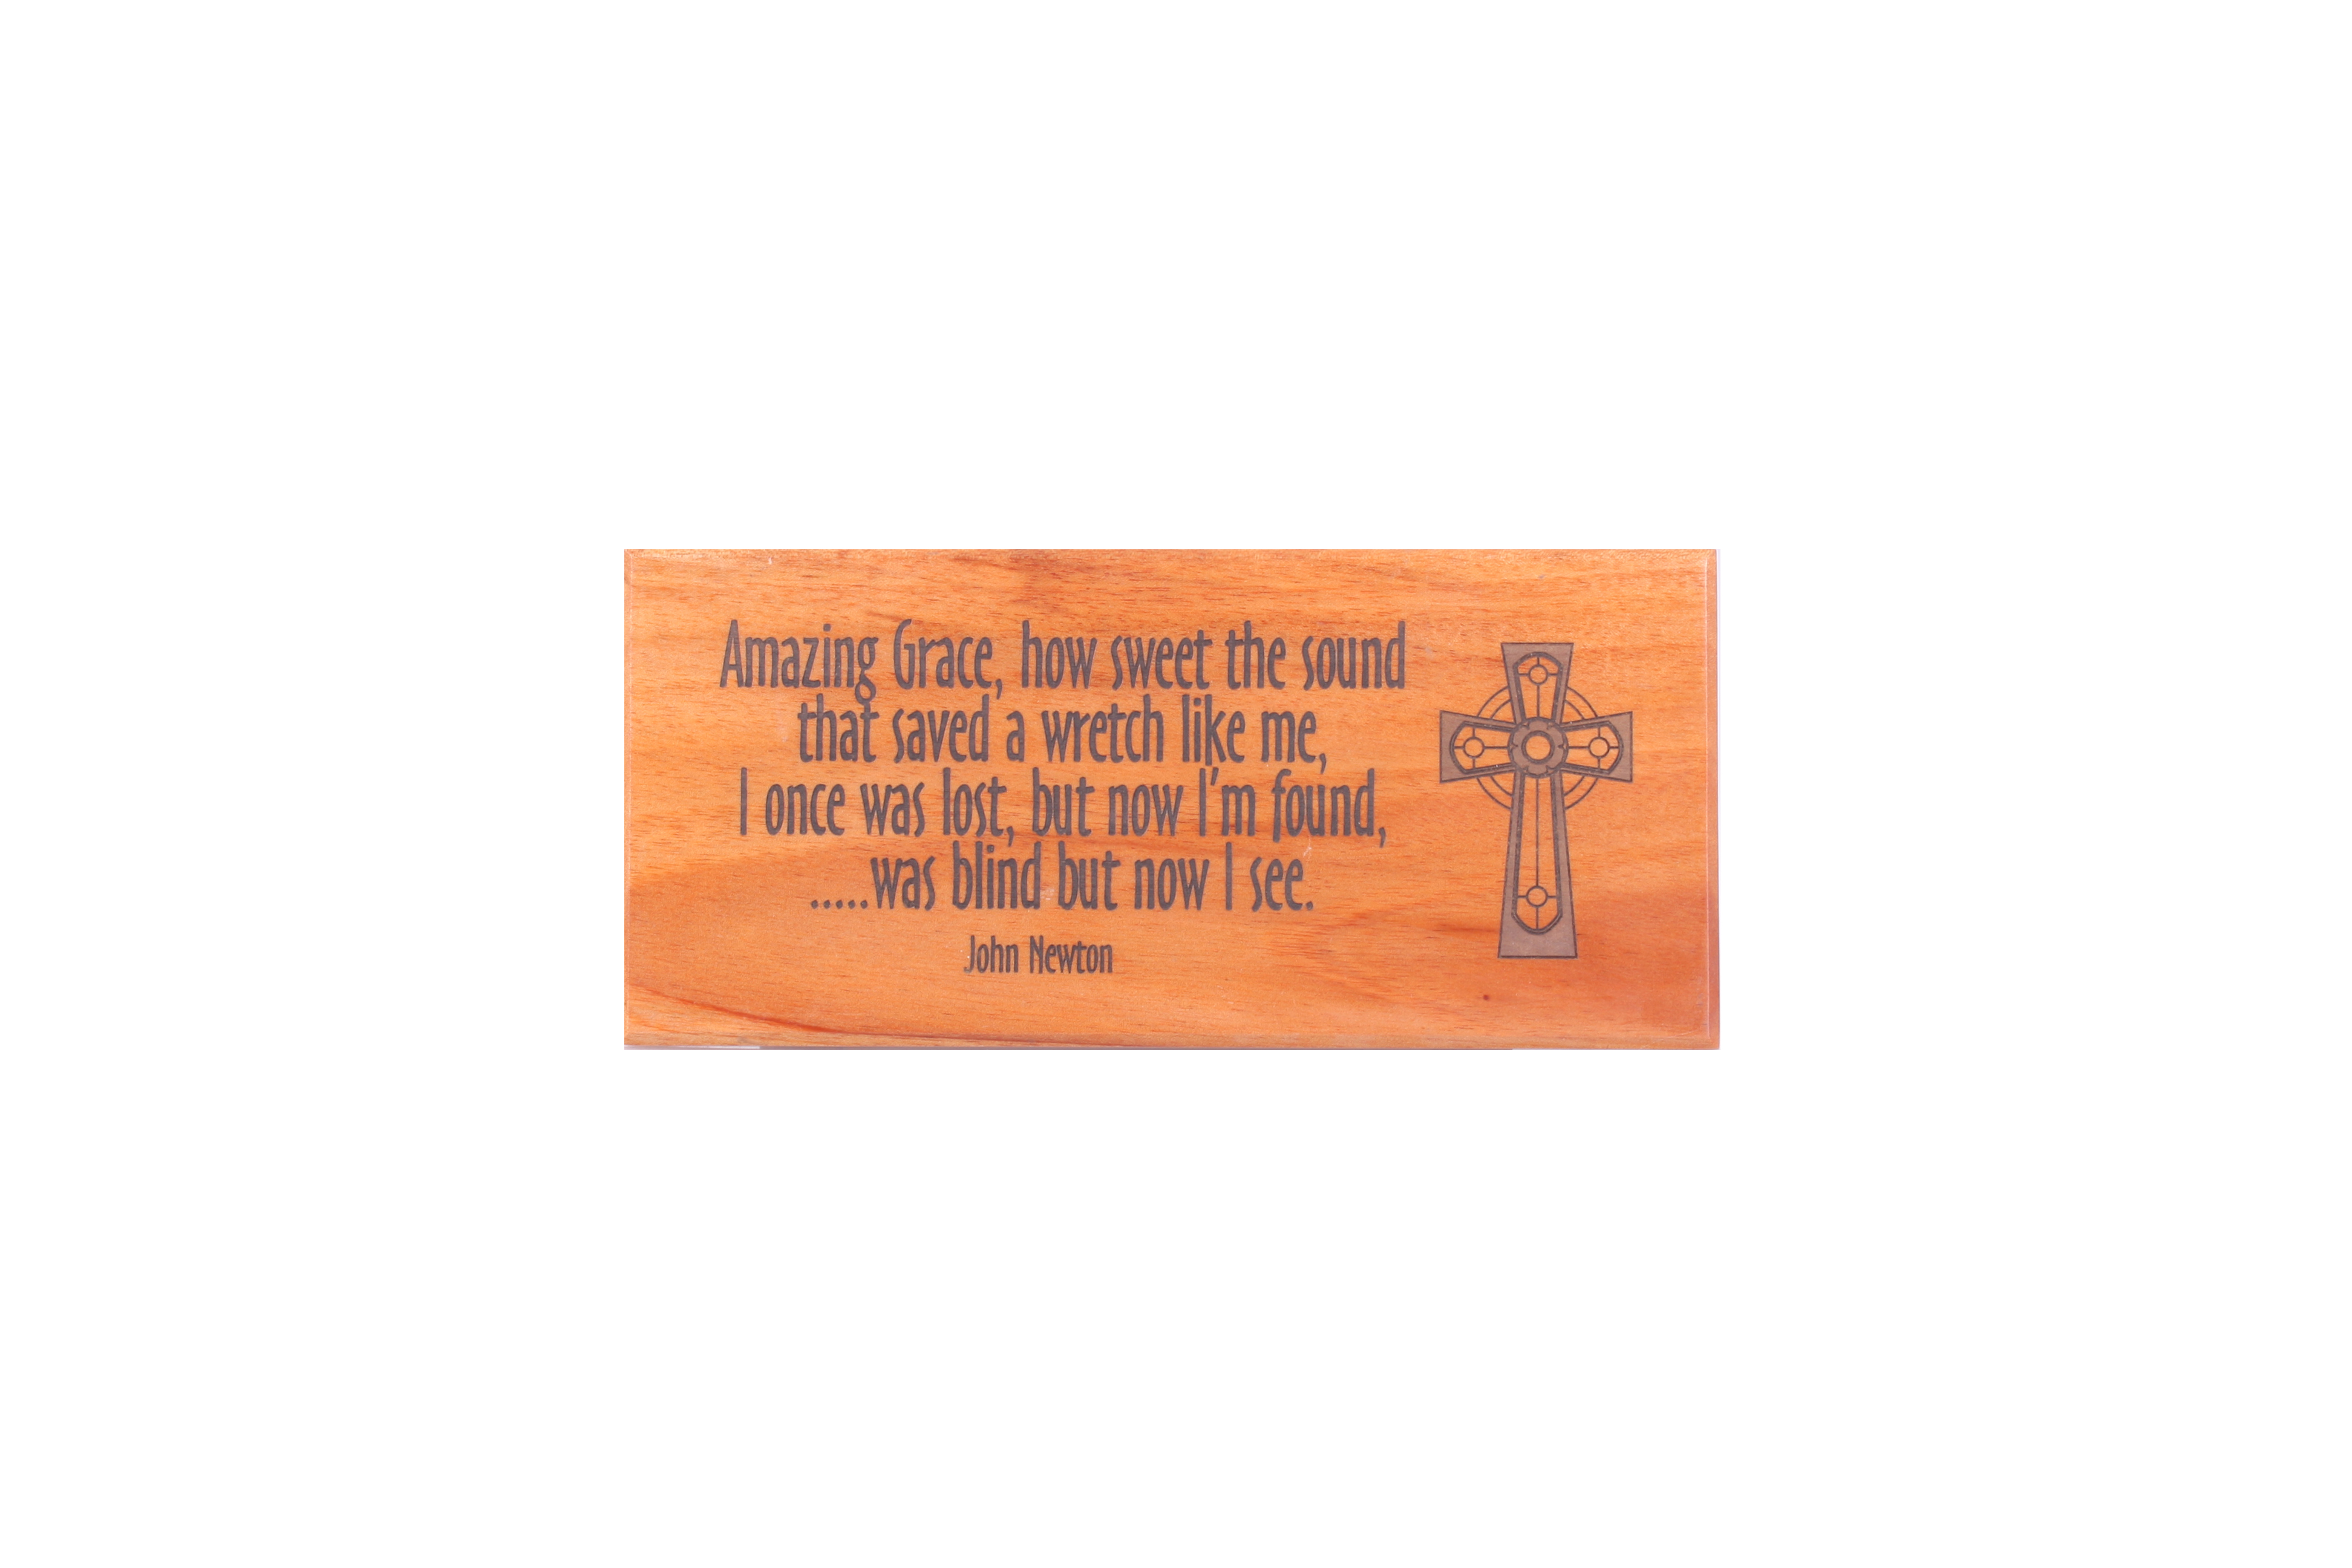 Amazing Grace, how sweet the sound
that saved a wretch like me,
I once was lost, but now I'm found,
.....was blind but now I see.
John Newton